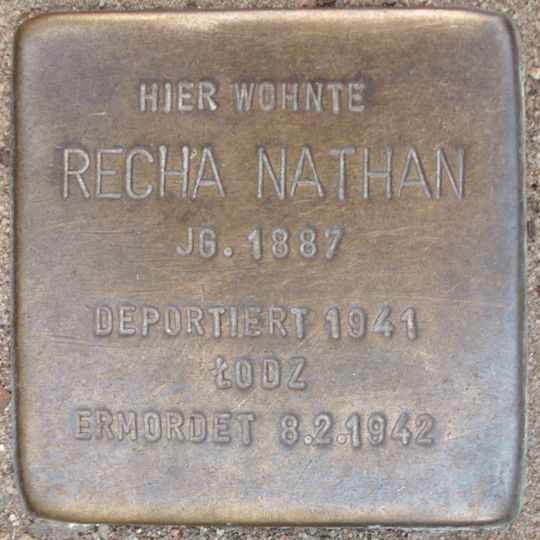 HIER WOHNTE
RECHA NATHAN
JG. 1887
DEPORTIERT 1941
ŁODZ
ERMORDET 8.2.1942